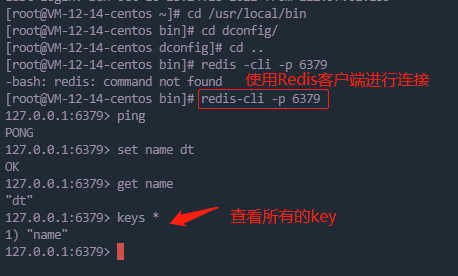 [root@VM-12-14-centos ~]# cd /usr/local/bin
[root@VM-12-14-centos bin]# cd dconfig/
[root@VM-12-14-centos dconfig]# cd ..
[root@VM-12-14-centos bin]# redis -cli -p 6379
-bash: redis: command not found 使用Redis客户端进行连接
[root@VM-12-14-centos bin]# redis-cli -p 6379
127.0.0.1:6379> ping
PONG
127.0.0.1:6379> set name dt
OK
127.0.0.1:6379> get name
"dt"
127.0.0.1:6379> keys * 查看所有的key
1) "name"
127.0.0.1:6379>